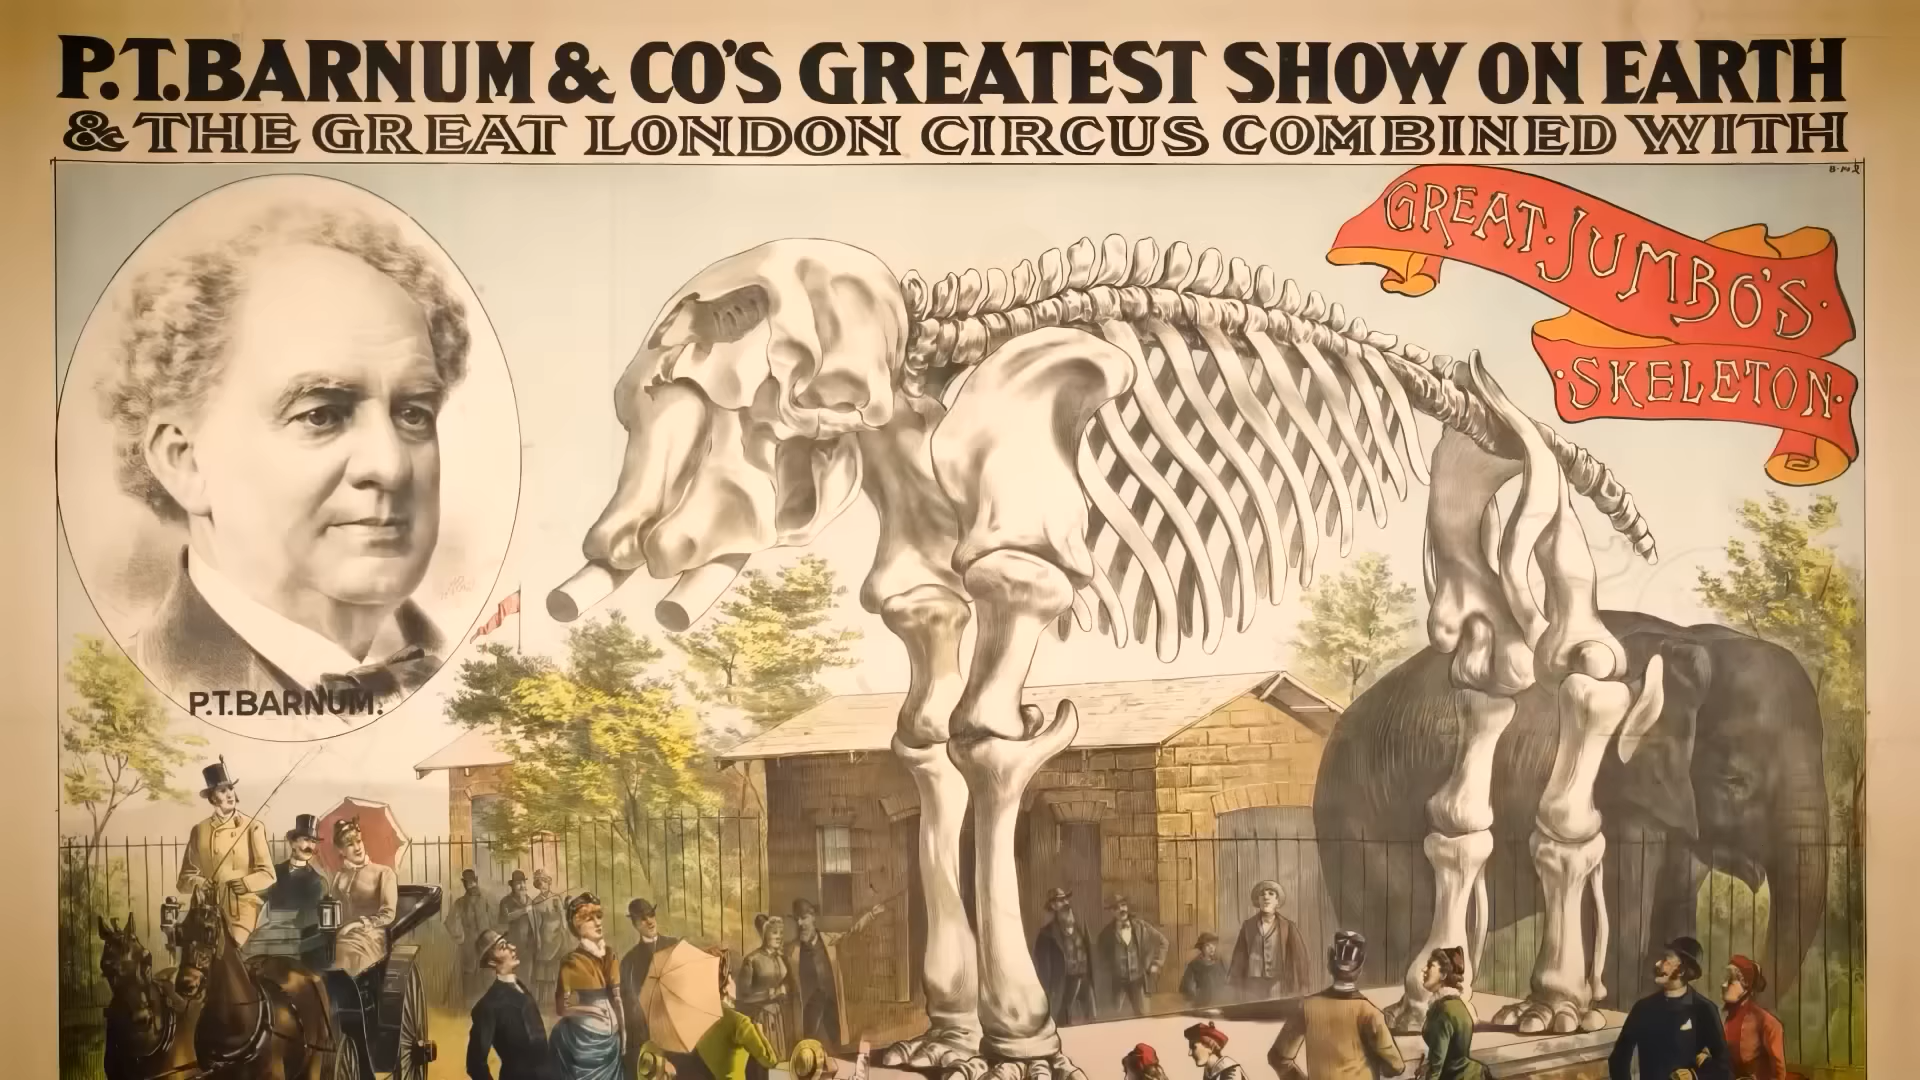 P.T.BARNUM & CO'S GREATEST SHOW ON EARTH
& THE GREAT LONDON CIRCUS COMBINED WITH
GREAT·JUMBO'S·
·SKELETON·
P.T.BARNUM.